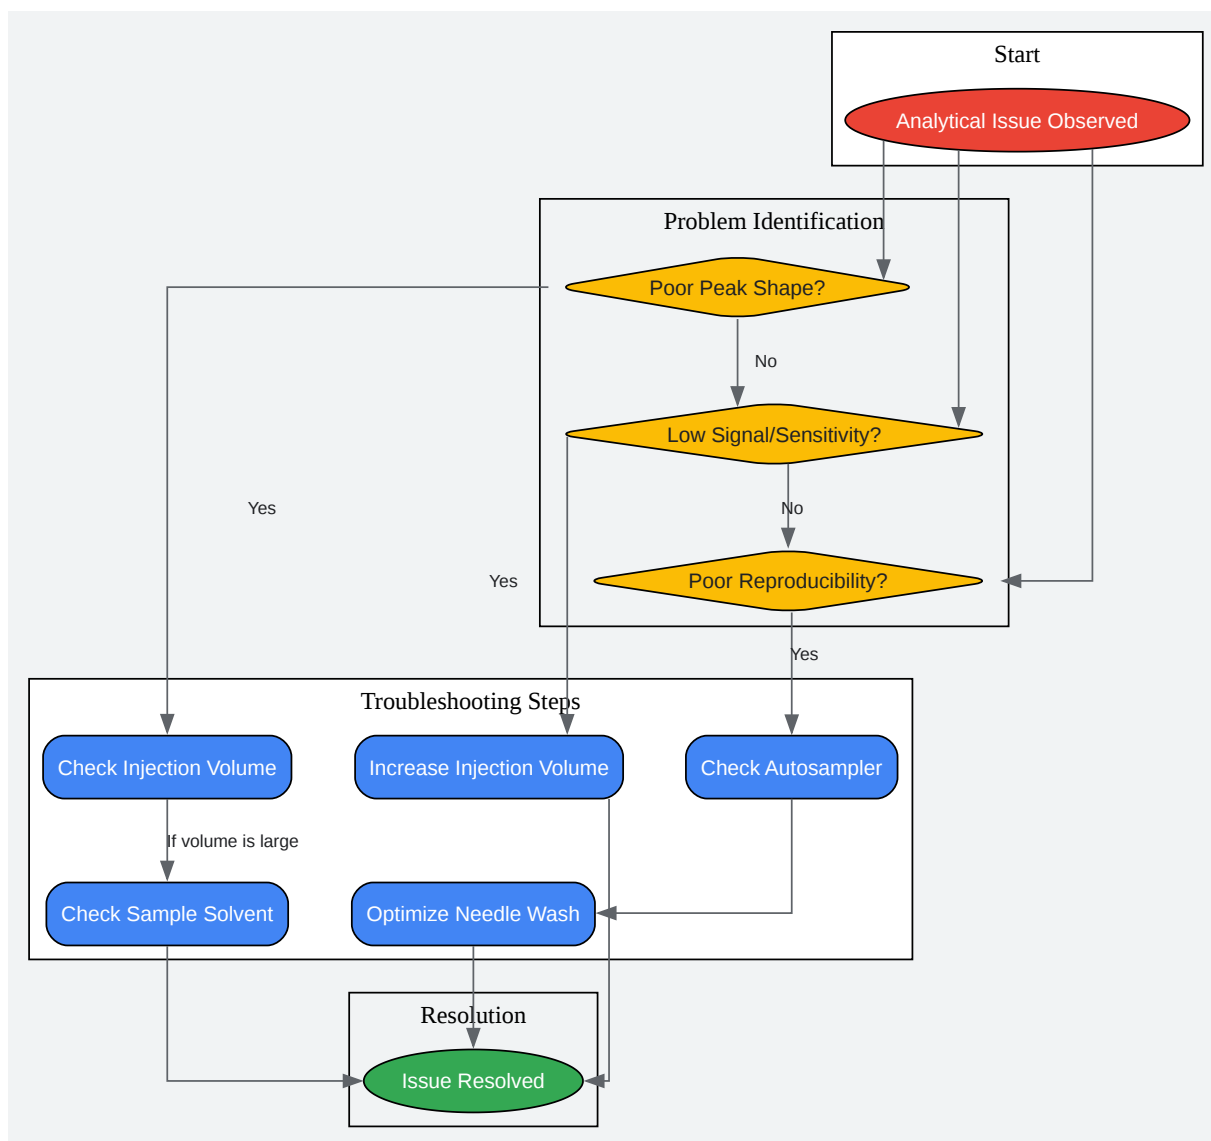 Start
Analytical Issue Observed
Problem Identification
Poor Peak Shape?
No
Low Signal/Sensitivity?
Yes
No
Yes
Poor Reproducibility?
Yes
Troubleshooting Steps
Check Injection Volume
Increase Injection Volume
Check Autosampler
If volume is large
Check Sample Solvent
Optimize Needle Wash
Resolution
Issue Resolved